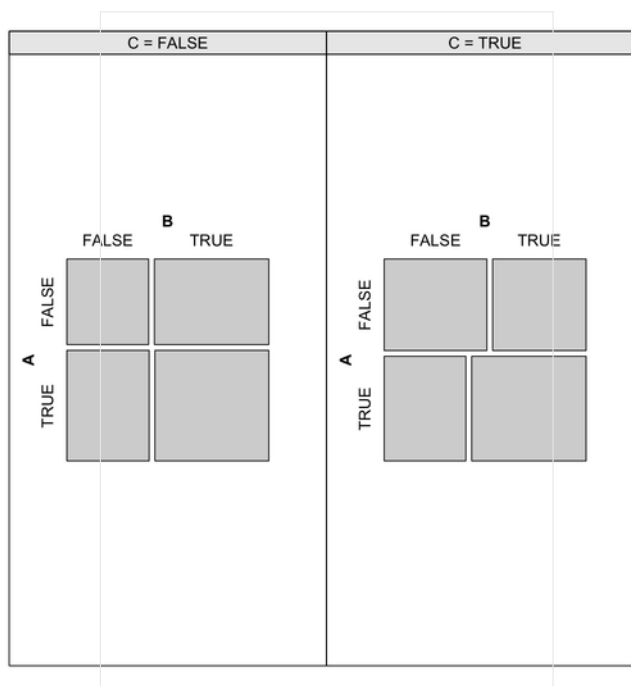 C = FALSE
C = TRUE
B
FALSE TRUE
FALSE
A
TRUE
B
FALSE TRUE
FALSE
A
TRUE